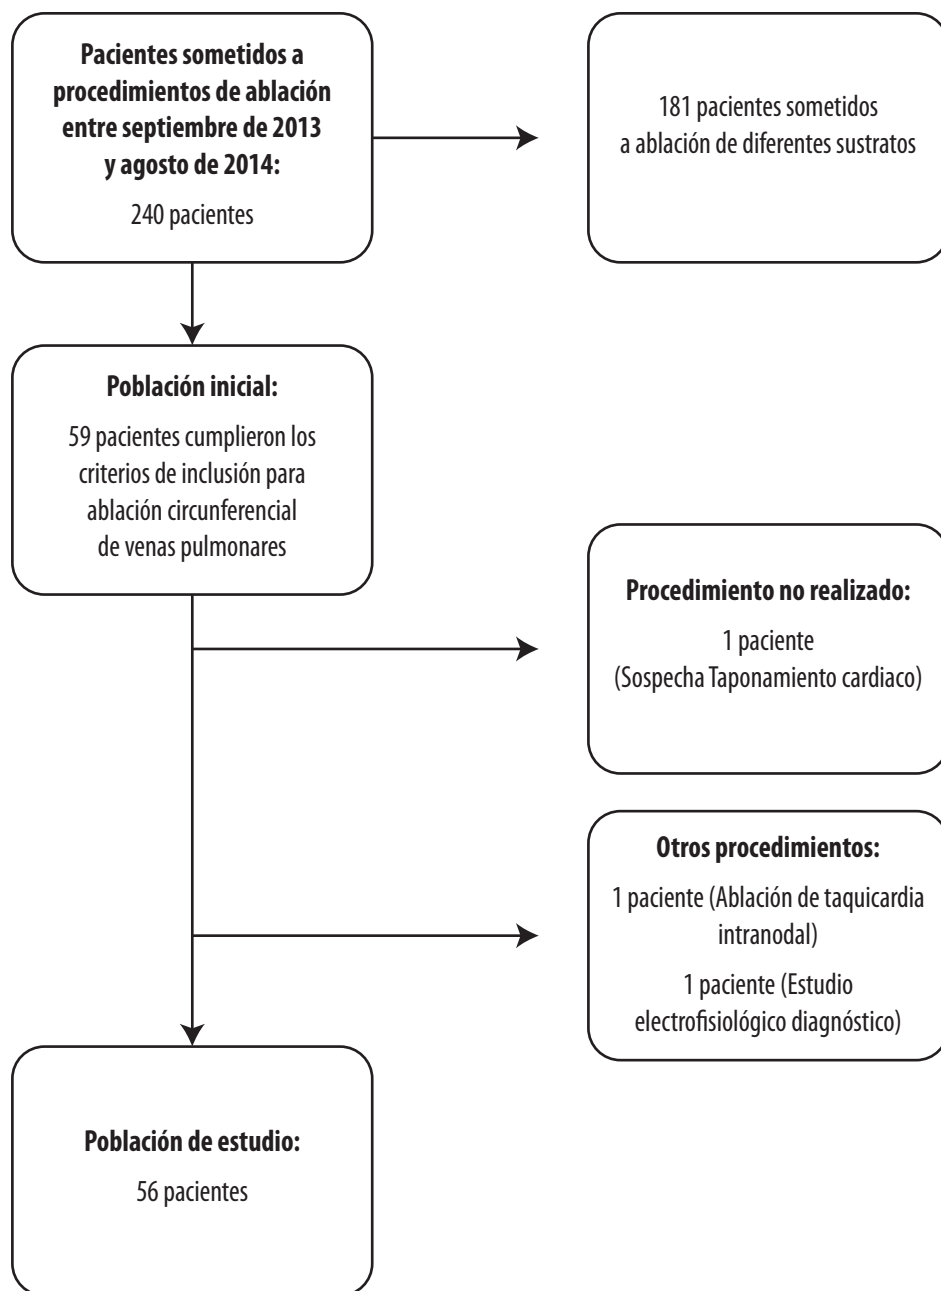 Pacientes sometidos a
procedimientos de ablación
entre septiembre de 2013
y agosto de 2014:
240 pacientes
181 pacientes sometidos
a ablación de diferentes sustratos
Población inicial:
59 pacientes cumplieron los
criterios de inclusión para
ablación circunferencial
de venas pulmonares
Procedimiento no realizado:
1 paciente
(Sospecha Taponamiento cardiaco)
Otros procedimientos:
1 paciente (Ablación de taquicardia
intranodal)
1 paciente (Estudio
electrofisiológico diagnóstico)
Población de estudio:
56 pacientes